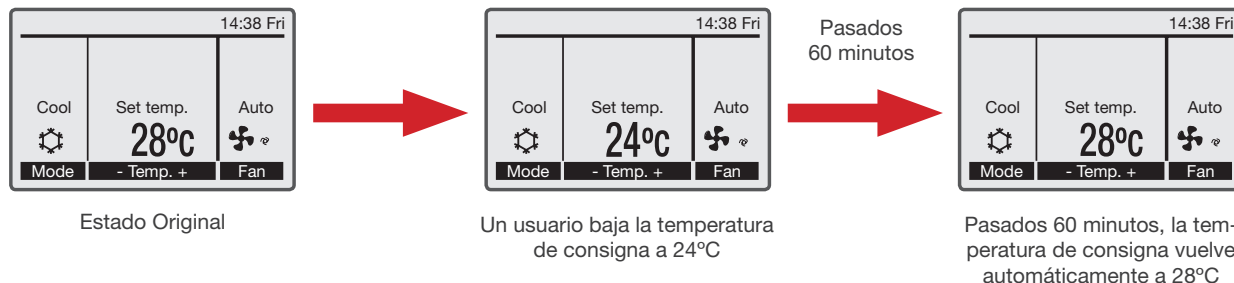 14:38 Fri
Cool
Set temp.
Auto
28ºC
Mode
- Temp. +
Fan
Estado Original
14:38 Fri
Cool
Set temp.
Auto
24ºC
Mode
- Temp. +
Fan
Un usuario baja la temperatura
de consigna a 24ºC
Pasados
60 minutos
14:38 Fri
Cool
Set temp.
Auto
28ºC
Mode
- Temp. +
Fan
Pasados 60 minutos, la tem-
peratura de consigna vuelve
automáticamente a 28ºC